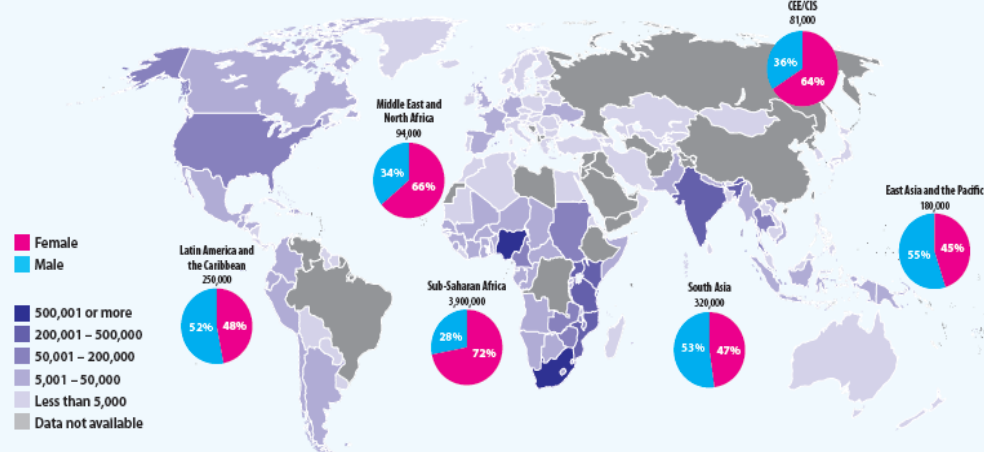 CEE/CIS
81,000
36%
64%
Middle East and
North Africa
94,000
34%
66%
East Asia and the Pacific
180,000
55%
45%
Female
Male
Latin America and
the Caribbean
250,000
52%
48%
Sub-Saharan Africa
3,900,000
28%
72%
South Asia
320,000
53%
47%
500,001 or more
200,001 – 500,000
50,001 – 200,000
5,001 – 50,000
Less than 5,000
Data not available